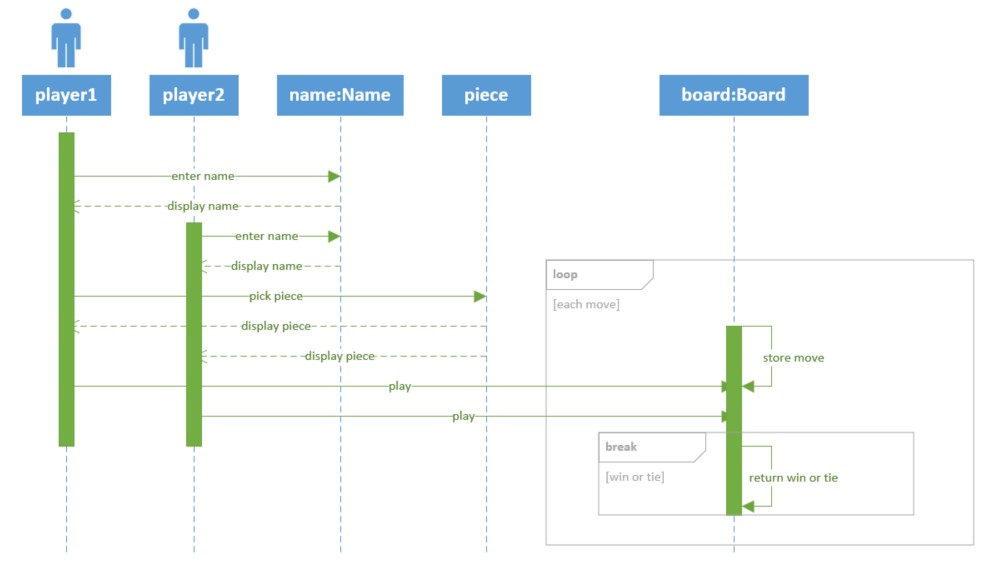 player1
player2
name:Name
piece
board:Board
enter name
display name
enter name
display name
loop
pick piece
[each move]
display piece
display piece
store move
play
play
break
[win or tie]
return win or tie